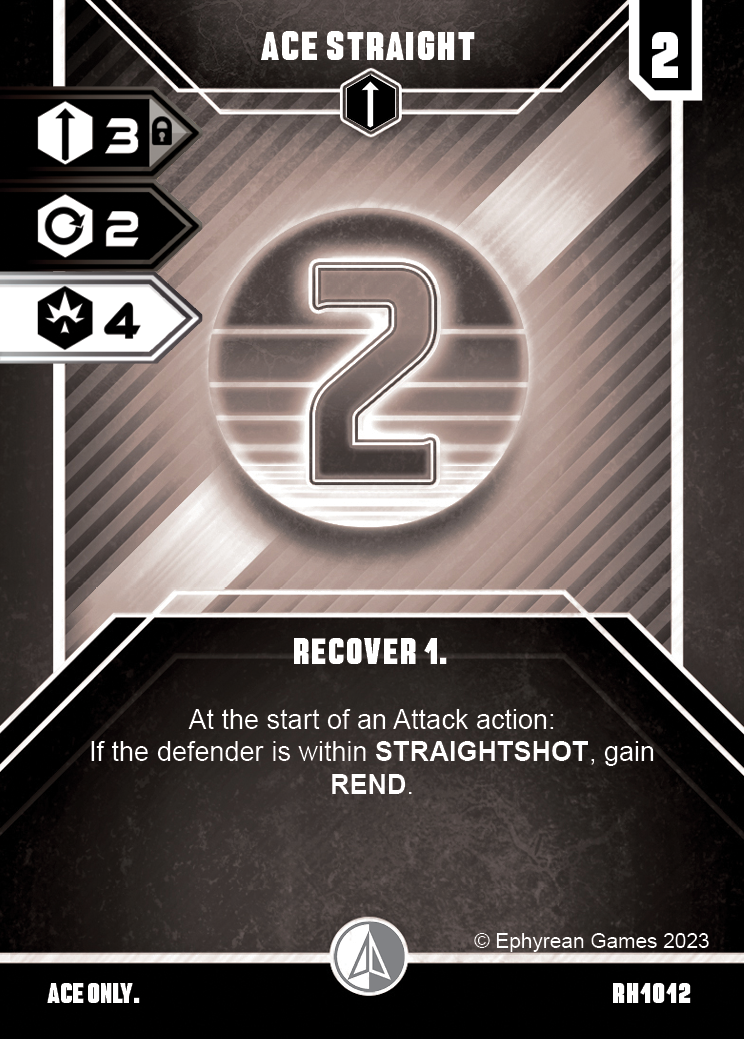 ACE STRAIGHT
2
3
2
4
2
RECOVER 1.
At the start of an Attack action:
If the defender is within STRAIGHTSHOT, gain
REND.
© Ephyrean Games 2023
ACE ONLY.
RH1012